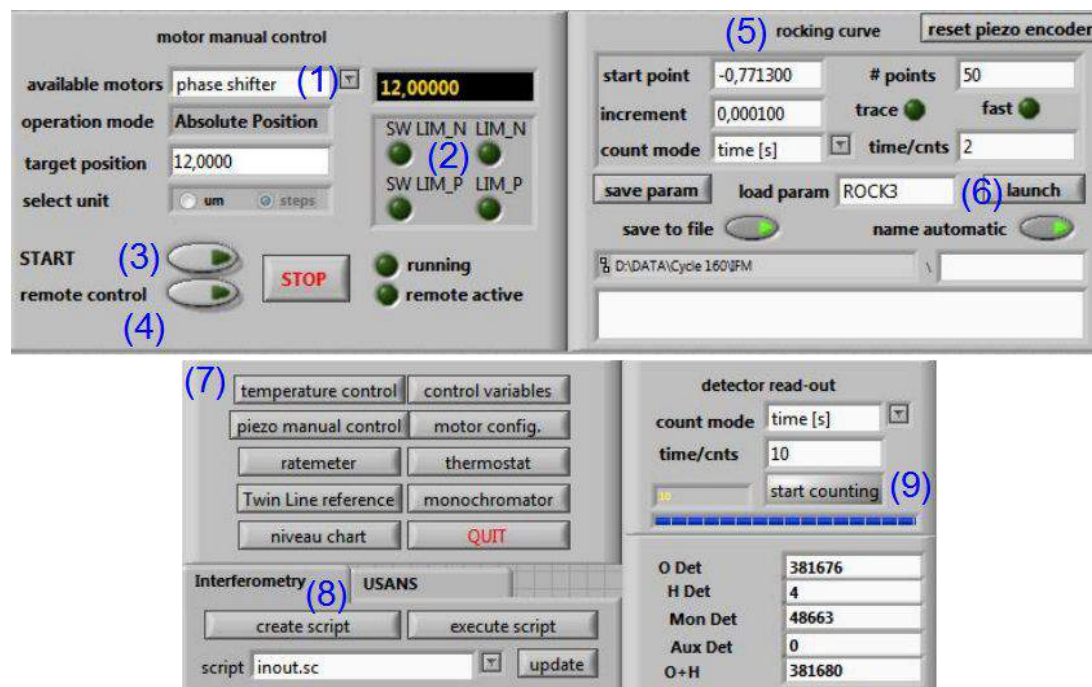 motor manual control
available motors phase shifter (1) 12,00000
operation mode Absolute Position
target position 12,0000
select unit um steps
SW LIM_N LIM_N
(2)
SW LIM_P LIM_P
START (3)
remote control
(4)
STOP
running
remote active
(5) rocking curve reset piezo encoder
start point -0,771300 # points 50
increment 0,000100 trace fast
count mode time [s] time/cnts 2
save param load param ROCK3 (6) launch
save to file name automatic
D:\DATA\Cycle 160\IFM \
(7)
temperature control control variables
piezo manual control motor config.
ratemeter thermostat
Twin Line reference monochromator
niveau chart QUIT
Interferometry USANS
(8)
create script execute script
script inout.sc update
detector read-out
count mode time [s]
time/cnts 10
10 start counting (9)
O Det 381676
H Det 4
Mon Det 48663
Aux Det 0
O+H 381680